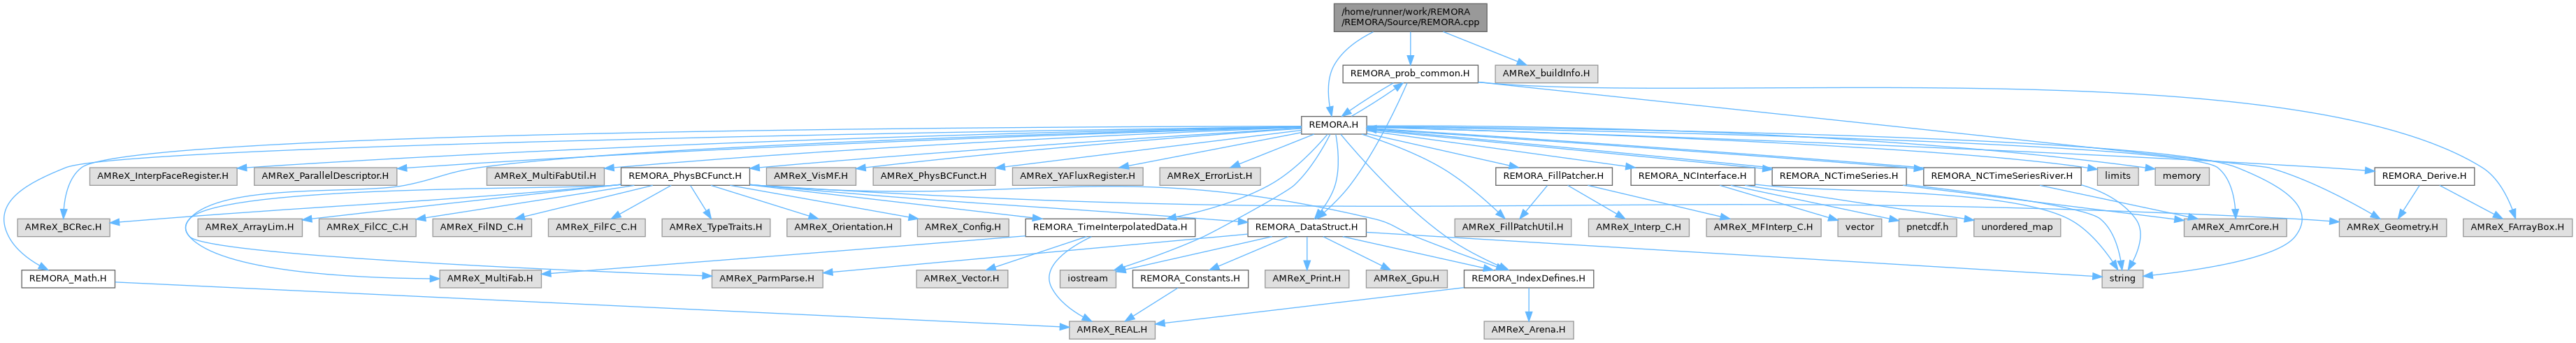 /home/runner/work/REMORA
/REMORA/Source/REMORA.cpp
REMORA_prob_common.H
AMReX_buildInfo.H
REMORA.H
AMReX_InterpFaceRegister.H
AMReX_ParallelDescriptor.H
AMReX_MultiFabUtil.H
REMORA_PhysBCFunct.H
AMReX_VisMF.H
AMReX_PhysBCFunct.H
AMReX_YAFluxRegister.H
AMReX_ErrorList.H
REMORA_FillPatcher.H
REMORA_NCInterface.H
REMORA_NCTimeSeries.H
REMORA_NCTimeSeriesRiver.H
limits
memory
REMORA_Derive.H
AMReX_BCRec.H
AMReX_ArrayLim.H
AMReX_FilCC_C.H
AMReX_FilND_C.H
AMReX_FilFC_C.H
AMReX_TypeTraits.H
AMReX_Orientation.H
AMReX_Config.H
REMORA_TimeInterpolatedData.H
REMORA_DataStruct.H
AMReX_FillPatchUtil.H
AMReX_Interp_C.H
AMReX_MFInterp_C.H
vector
pnetcdf.h
unordered_map
AMReX_AmrCore.H
AMReX_Geometry.H
AMReX_FArrayBox.H
REMORA_Math.H
AMReX_MultiFab.H
AMReX_ParmParse.H
AMReX_Vector.H
iostream
REMORA_Constants.H
AMReX_Print.H
AMReX_Gpu.H
REMORA_IndexDefines.H
string
AMReX_REAL.H
AMReX_Arena.H